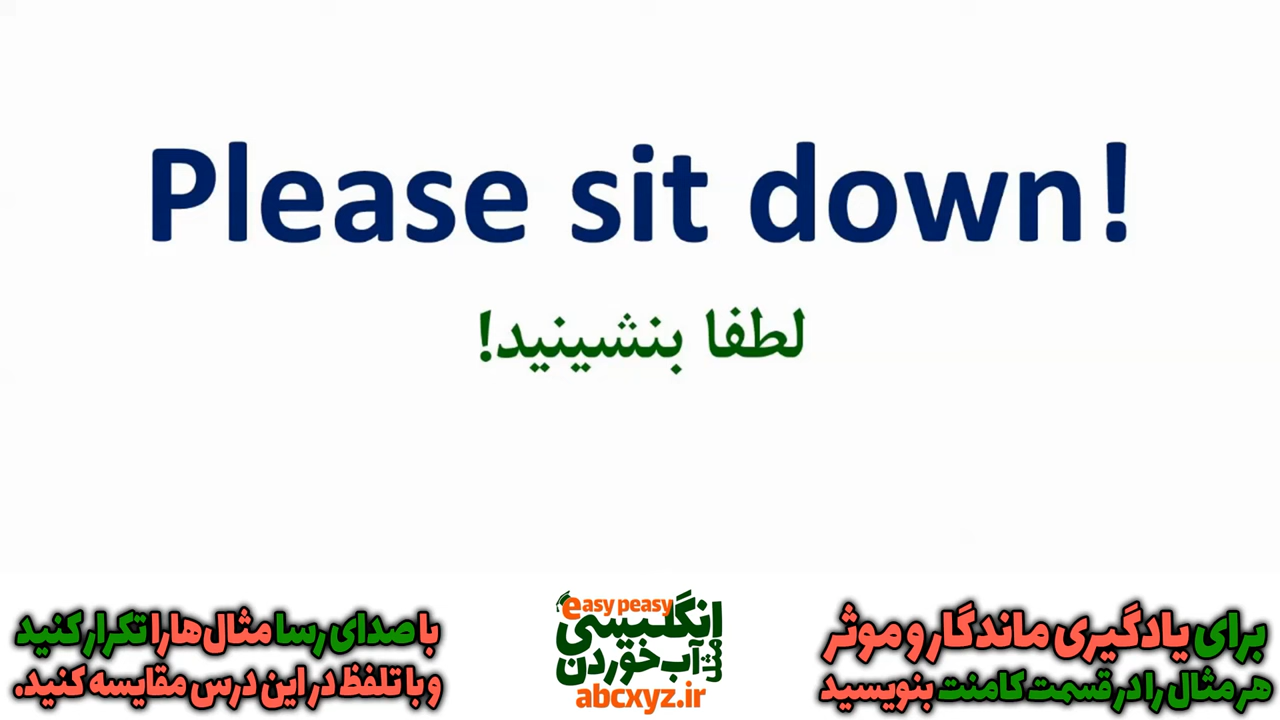 Please sit down!
لطفا بنشینید!
برای یادگیری ماندگار و موثر
هر مثال را در قسمت کامنت بنویسید
easy peasy
انگلیسی
مثل آب خوردن
abcxyz.ir
با صدای رسا مثال‌ها را تکرار کنید
و با تلفظ در این درس مقایسه کنید.